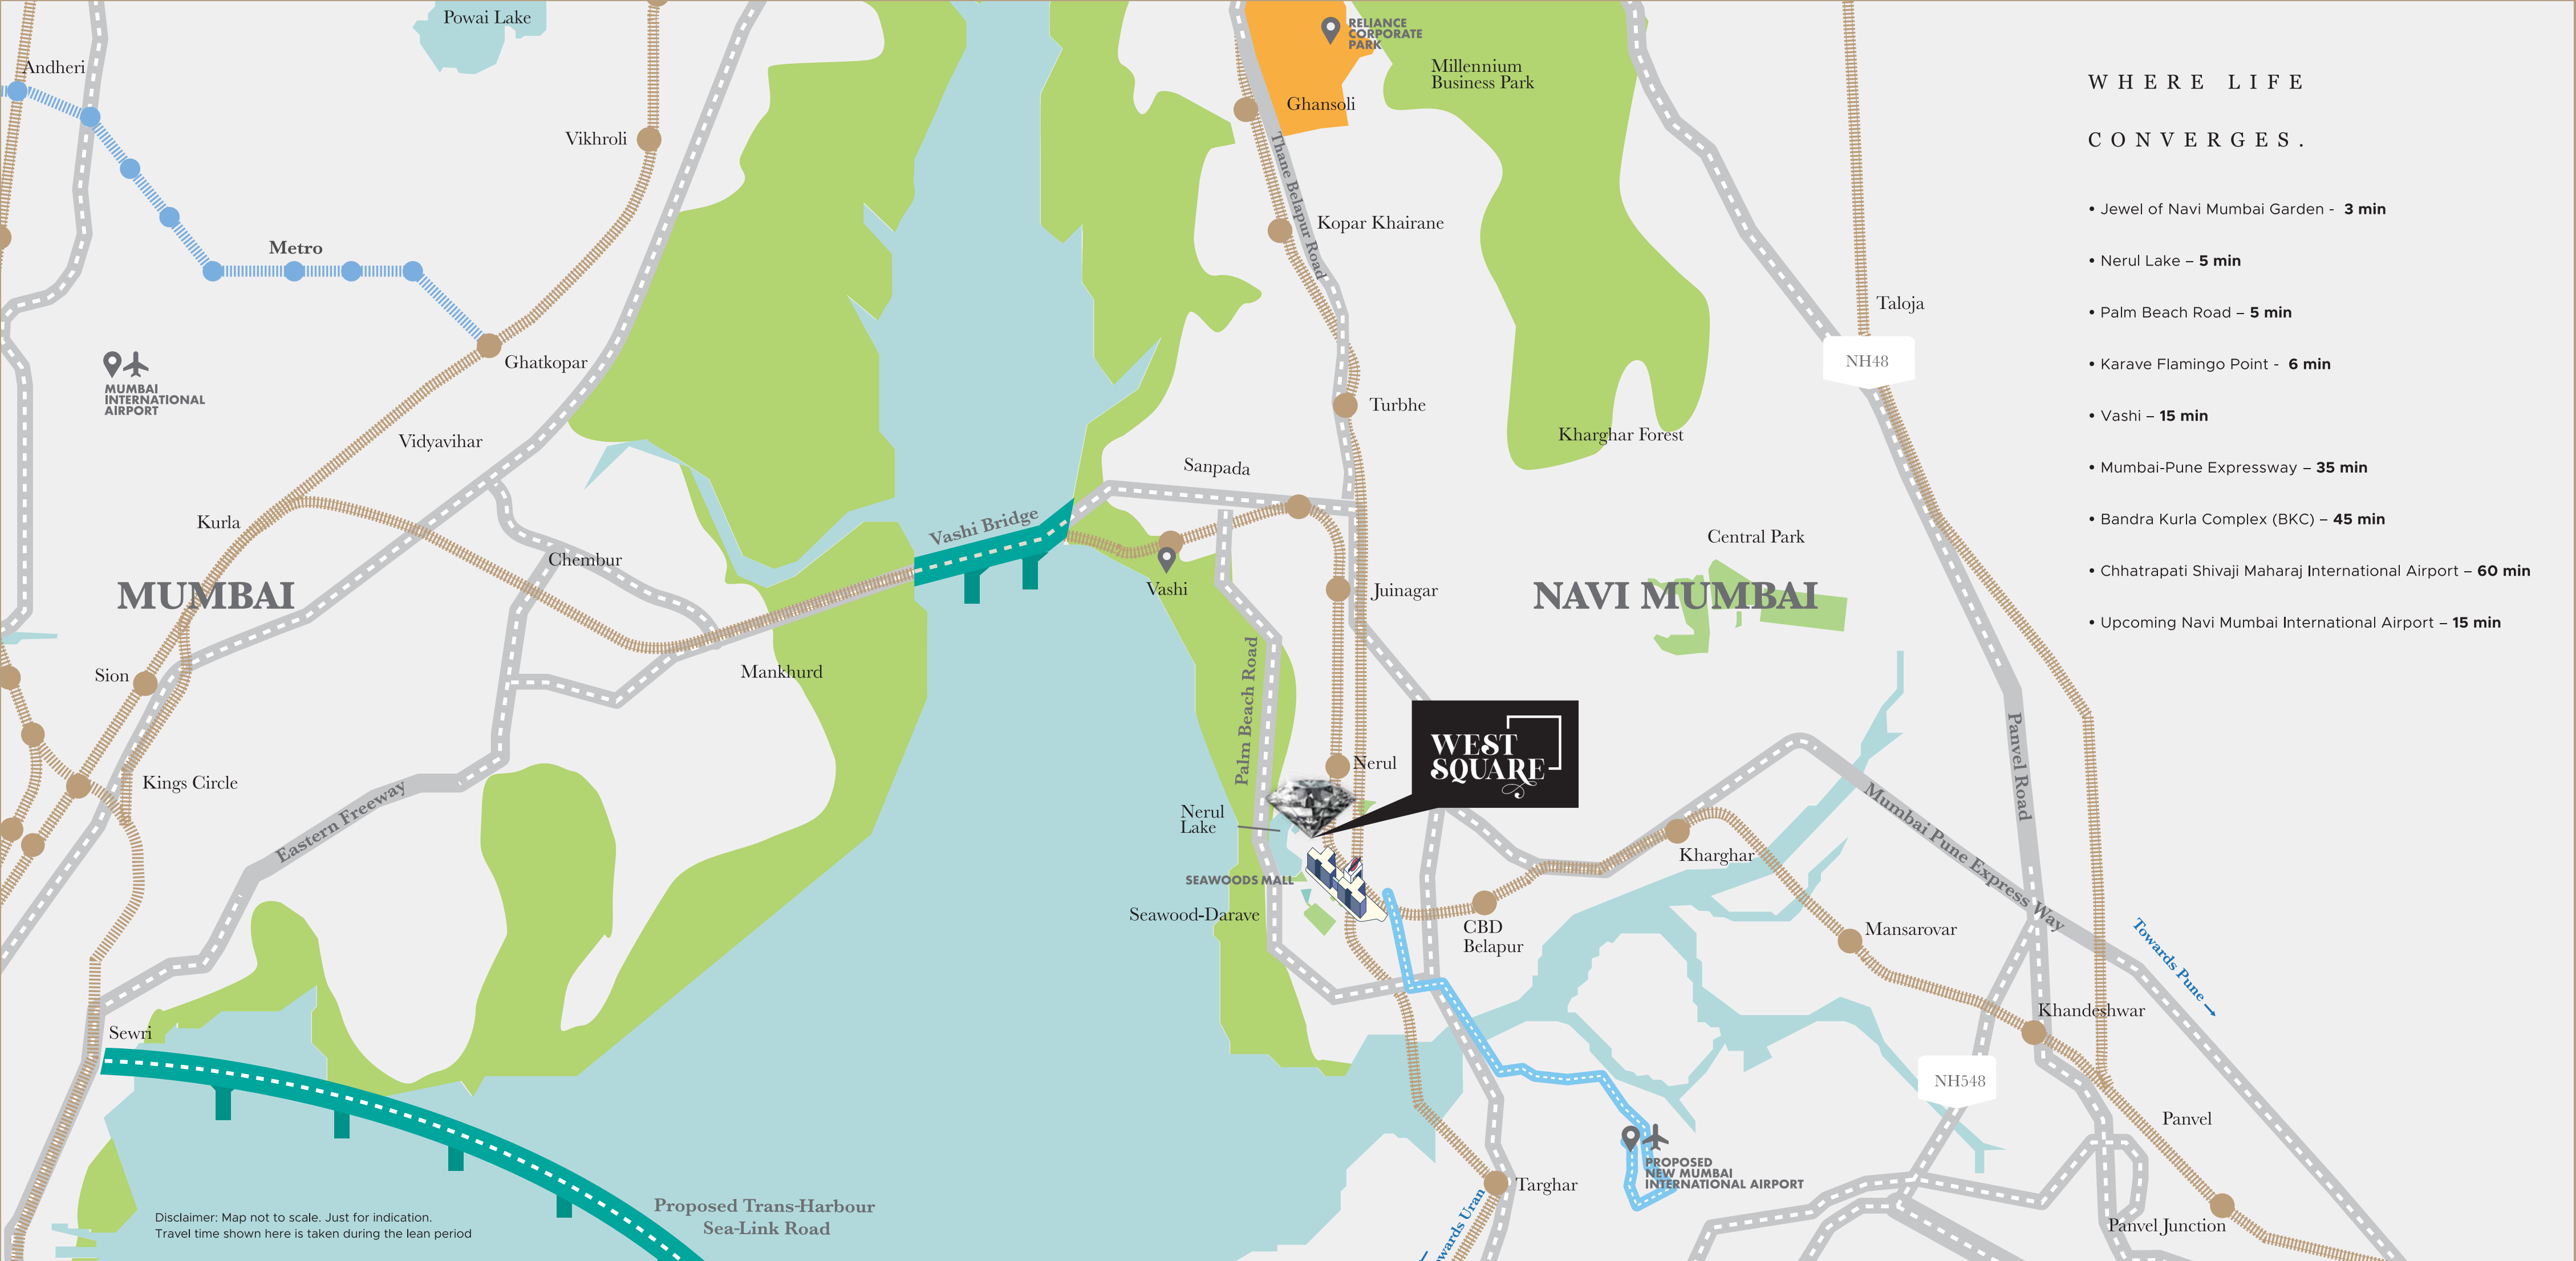 Powai Lake
Andheri
Vikhroli
Metro
MUMBAI
INTERNATIONAL
AIRPORT
Ghatkopar
Vidyavihar
Kurla
Chembur
MUMBAI
Sion
Mankhurd
Kings Circle
Eastern Freeway
Sewri
Proposed Trans-Harbour
Sea-Link Road
Disclaimer: Map not to scale. Just for indication.
Travel time shown here is taken during the lean period
Vashi Bridge
RELIANCE
CORPORATE
PARK
Millennium
Business Park
Ghansoli
Thane Belapur Road
Kopar Khairane
Turbhe
Kharghar Forest
Sanpada
Vashi
Juinagar
Central Park
NAVI MUMBAI
Palm Beach Road
Nerul
WEST
SQUARE
Nerul
Lake
SEAWOODS MALL
Seawood-Darave
CBD
Belapur
Kharghar
Mansarovar
Taloja
NH48
Panvel Road
Mumbai Pune Express Way
Towards Pune
Khandeshwar
NH548
Panvel
Panvel Junction
PROPOSED
NEW MUMBAI
INTERNATIONAL AIRPORT
Targhar
wards Uran
WHERE LIFE
CONVERGES.
• Jewel of Navi Mumbai Garden - 3 min
• Nerul Lake – 5 min
• Palm Beach Road – 5 min
• Karave Flamingo Point - 6 min
• Vashi – 15 min
• Mumbai-Pune Expressway – 35 min
• Bandra Kurla Complex (BKC) – 45 min
• Chhatrapati Shivaji Maharaj International Airport – 60 min
• Upcoming Navi Mumbai International Airport – 15 min